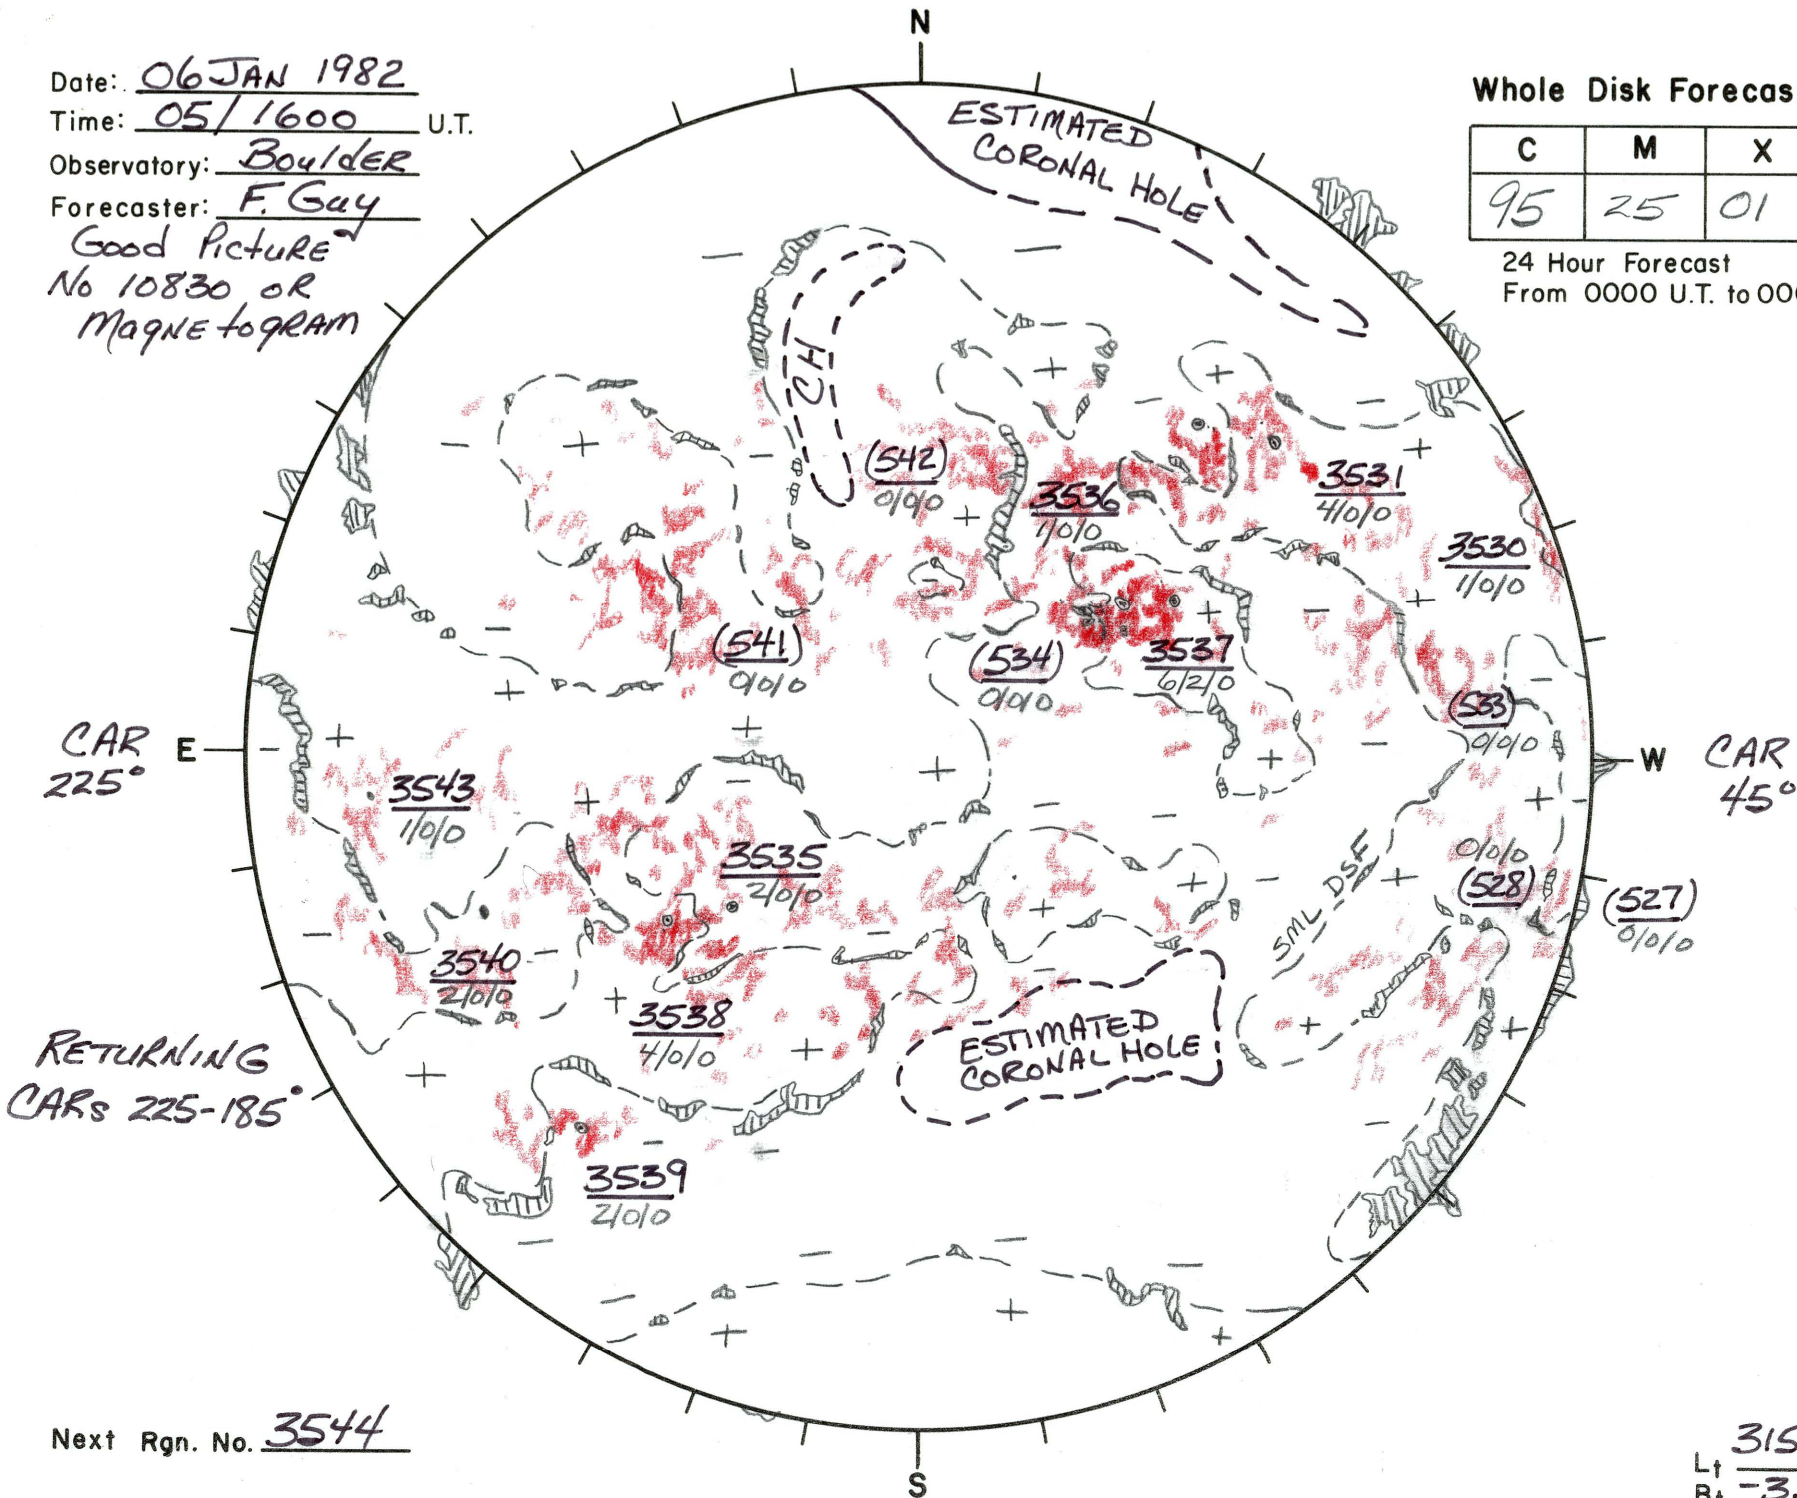 N
Date: 06 JAN 1982
Time: 05/1600 U.T.
Observatory: Boulder
Forecaster: F. Guy
Good Picture
No 10830 OR
MagNEtogRAM
Whole Disk Forecas
C M X
95 25 01
24 Hour Forecast
From 0000 U.T. to 000
ESTIMATED
CORONAL HOLE
CH
(542)
0/0/0
3536
1/0/0
3531
4/0/0
3530
1/0/0
(541)
0/0/0
(534)
0/0/0
3537
6/2/0
(533)
0/0/0
CAR
225°
E
W
CAR
45°
3543
1/0/0
3535
2/0/0
SML DSF
0/0/0
(528)
(527)
0/0/0
3540
2/0/0
3538
4/0/0
ESTIMATED
CORONAL HOLE
RETURNING
CARs 225-185°
3539
2/0/0
Next Rgn. No. 3544
S
Lt 315
Bt -3.